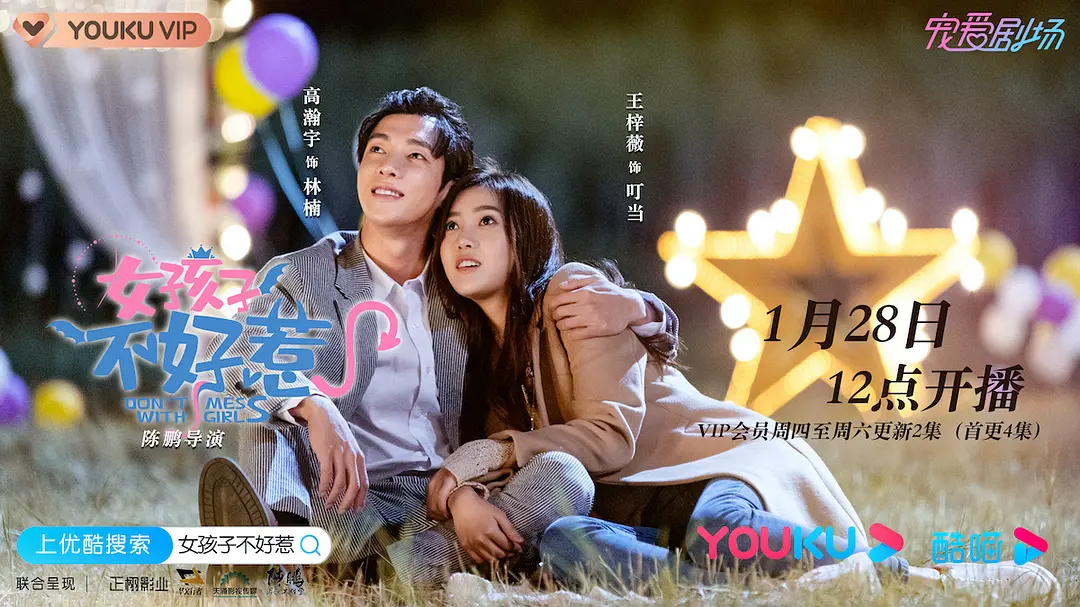 YOUKU VIP
宠爱剧场
高瀚宇 饰 林楠
王梓薇 饰 叮当
女孩子
不好惹
DON'T MESS
WITH GIRLS
陈鹏导演
1月28日
12点开播
VIP会员周四至周六更新2集（首更4集）
上优酷搜索 女孩子不好惹
YOUKU 酷喵
联合呈现 正栩影业